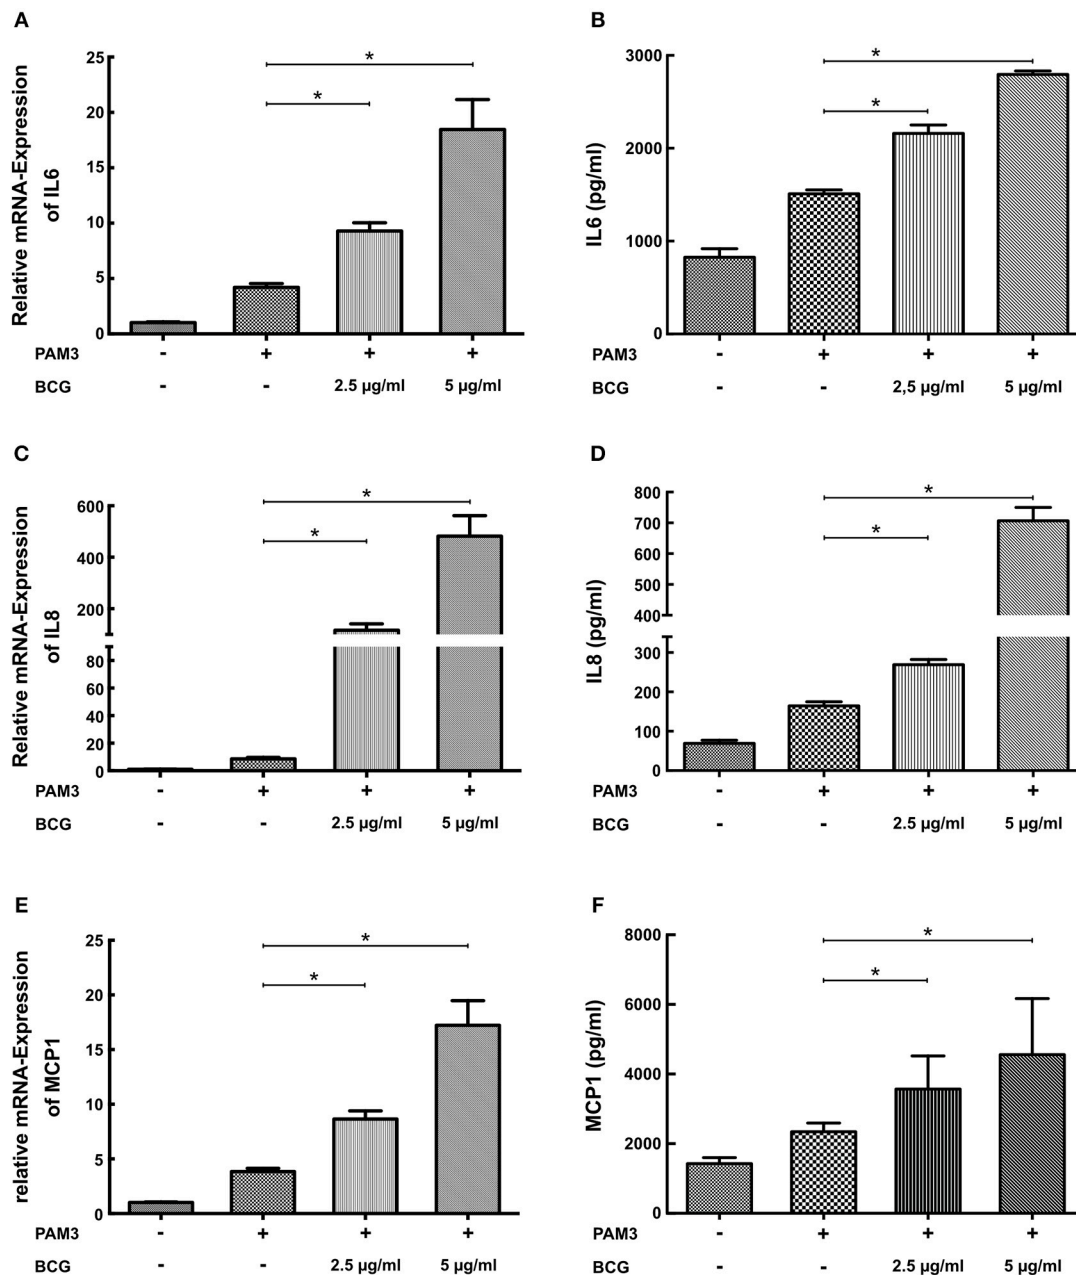 A
Relative mRNA-Expression
of IL6
25
20
15
10
5
0
*
*
PAM3 - + + +
BCG - - 2.5 µg/ml 5 µg/ml
B
IL6 (pg/ml)
3000
2000
1000
0
*
*
- + + +
- - 2,5 µg/ml 5 µg/ml
C
Relative mRNA-Expression
of IL8
600
400
200
80
60
40
20
0
*
*
PAM3 - + + +
BCG - - 2.5 µg/ml 5 µg/ml
D
IL8 (pg/ml)
800
700
600
500
400
300
200
100
0
*
*
PAM3 - + + +
BCG - - 2.5 µg/ml 5 µg/ml
E
relative mRNA-Expression
of MCP1
25
20
15
10
5
0
*
*
PAM3 - + + +
BCG - - 2.5 µg/ml 5 µg/ml
F
MCP1 (pg/ml)
8000
6000
4000
2000
0
*
*
PAM3 - + + +
BCG - - 2.5 µg/ml 5 µg/ml